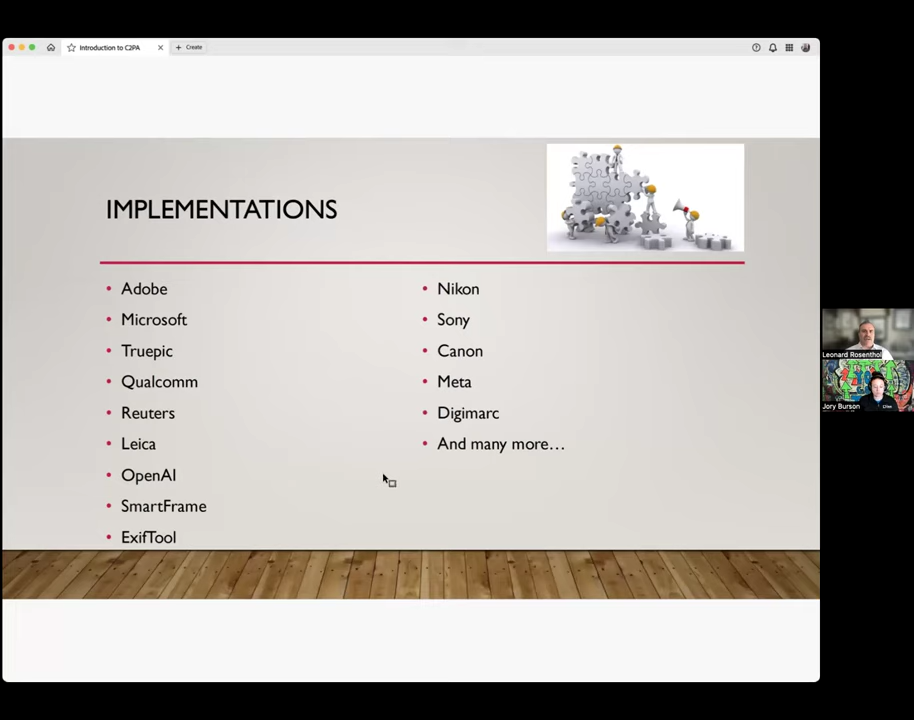 Introduction to C2PA
Create
IMPLEMENTATIONS
Adobe
Microsoft
Truepic
Qualcomm
Reuters
Leica
OpenAI
SmartFrame
ExifTool
Nikon
Sony
Canon
Meta
Digimarc
And many more…
Leonard Rosenthol
Jory Burson